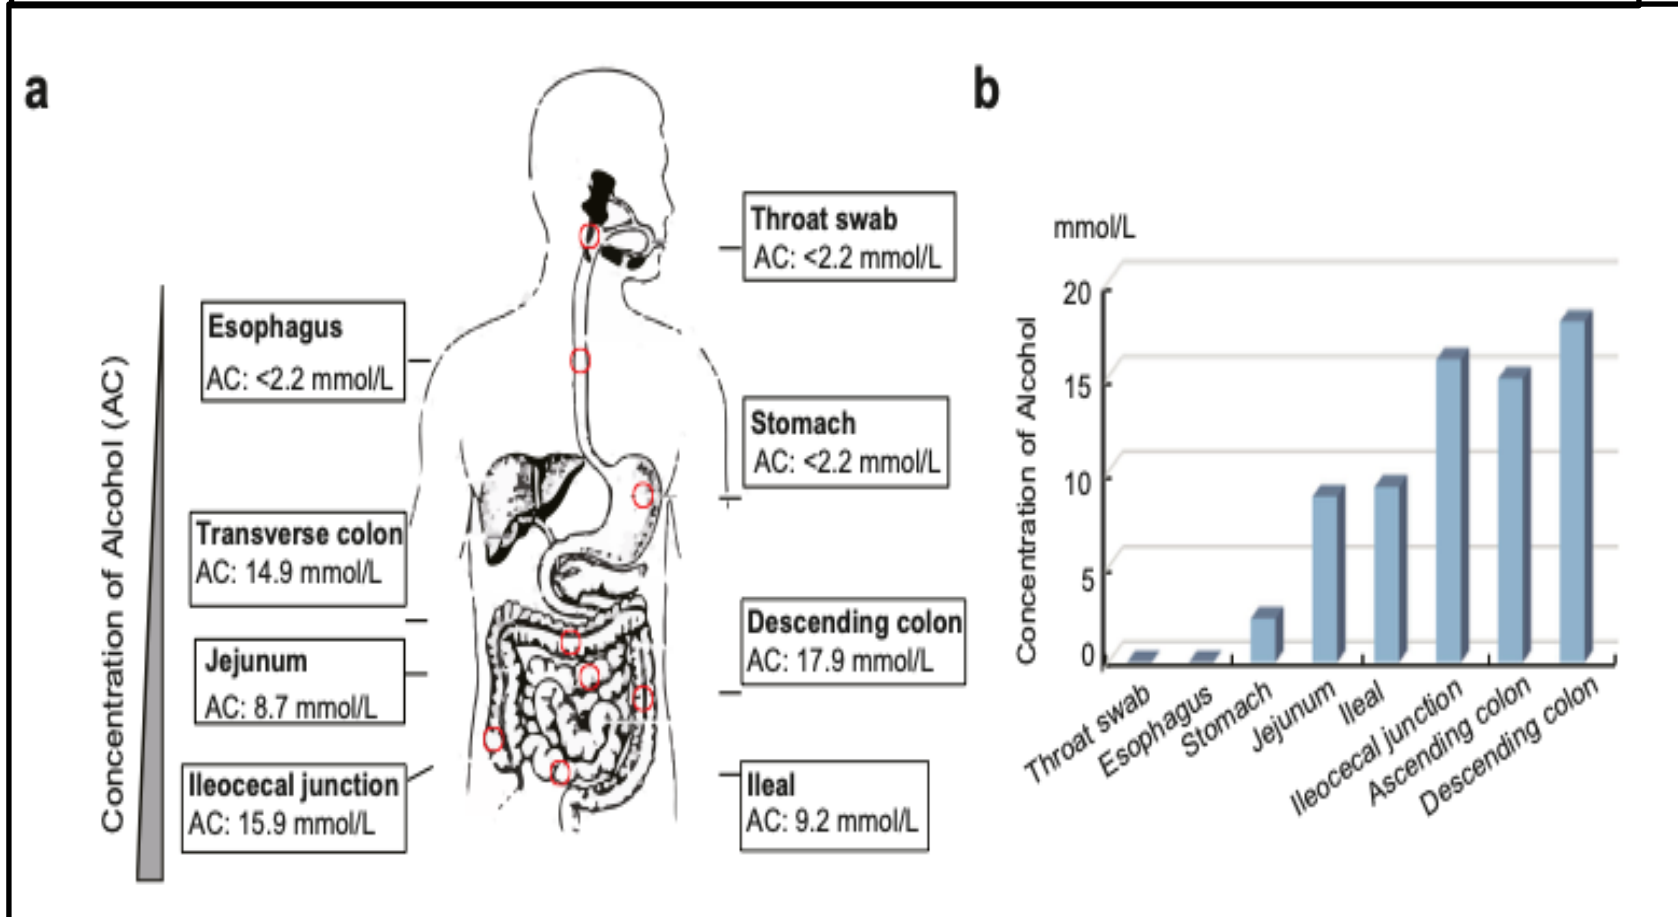 a
Concentration of Alcohol (AC)
Throat swab
AC: <2.2 mmol/L
Esophagus
AC: <2.2 mmol/L
Stomach
AC: <2.2 mmol/L
Transverse colon
AC: 14.9 mmol/L
Descending colon
AC: 17.9 mmol/L
Jejunum
AC: 8.7 mmol/L
Ileocecal junction
AC: 15.9 mmol/L
Ileal
AC: 9.2 mmol/L
b
mmol/L
Concentration of Alcohol
20
15
10
5
0
Throat swab
Esophagus
Stomach
Jejunum
Ileal
Ileocecal junction
Ascending colon
Descending colon